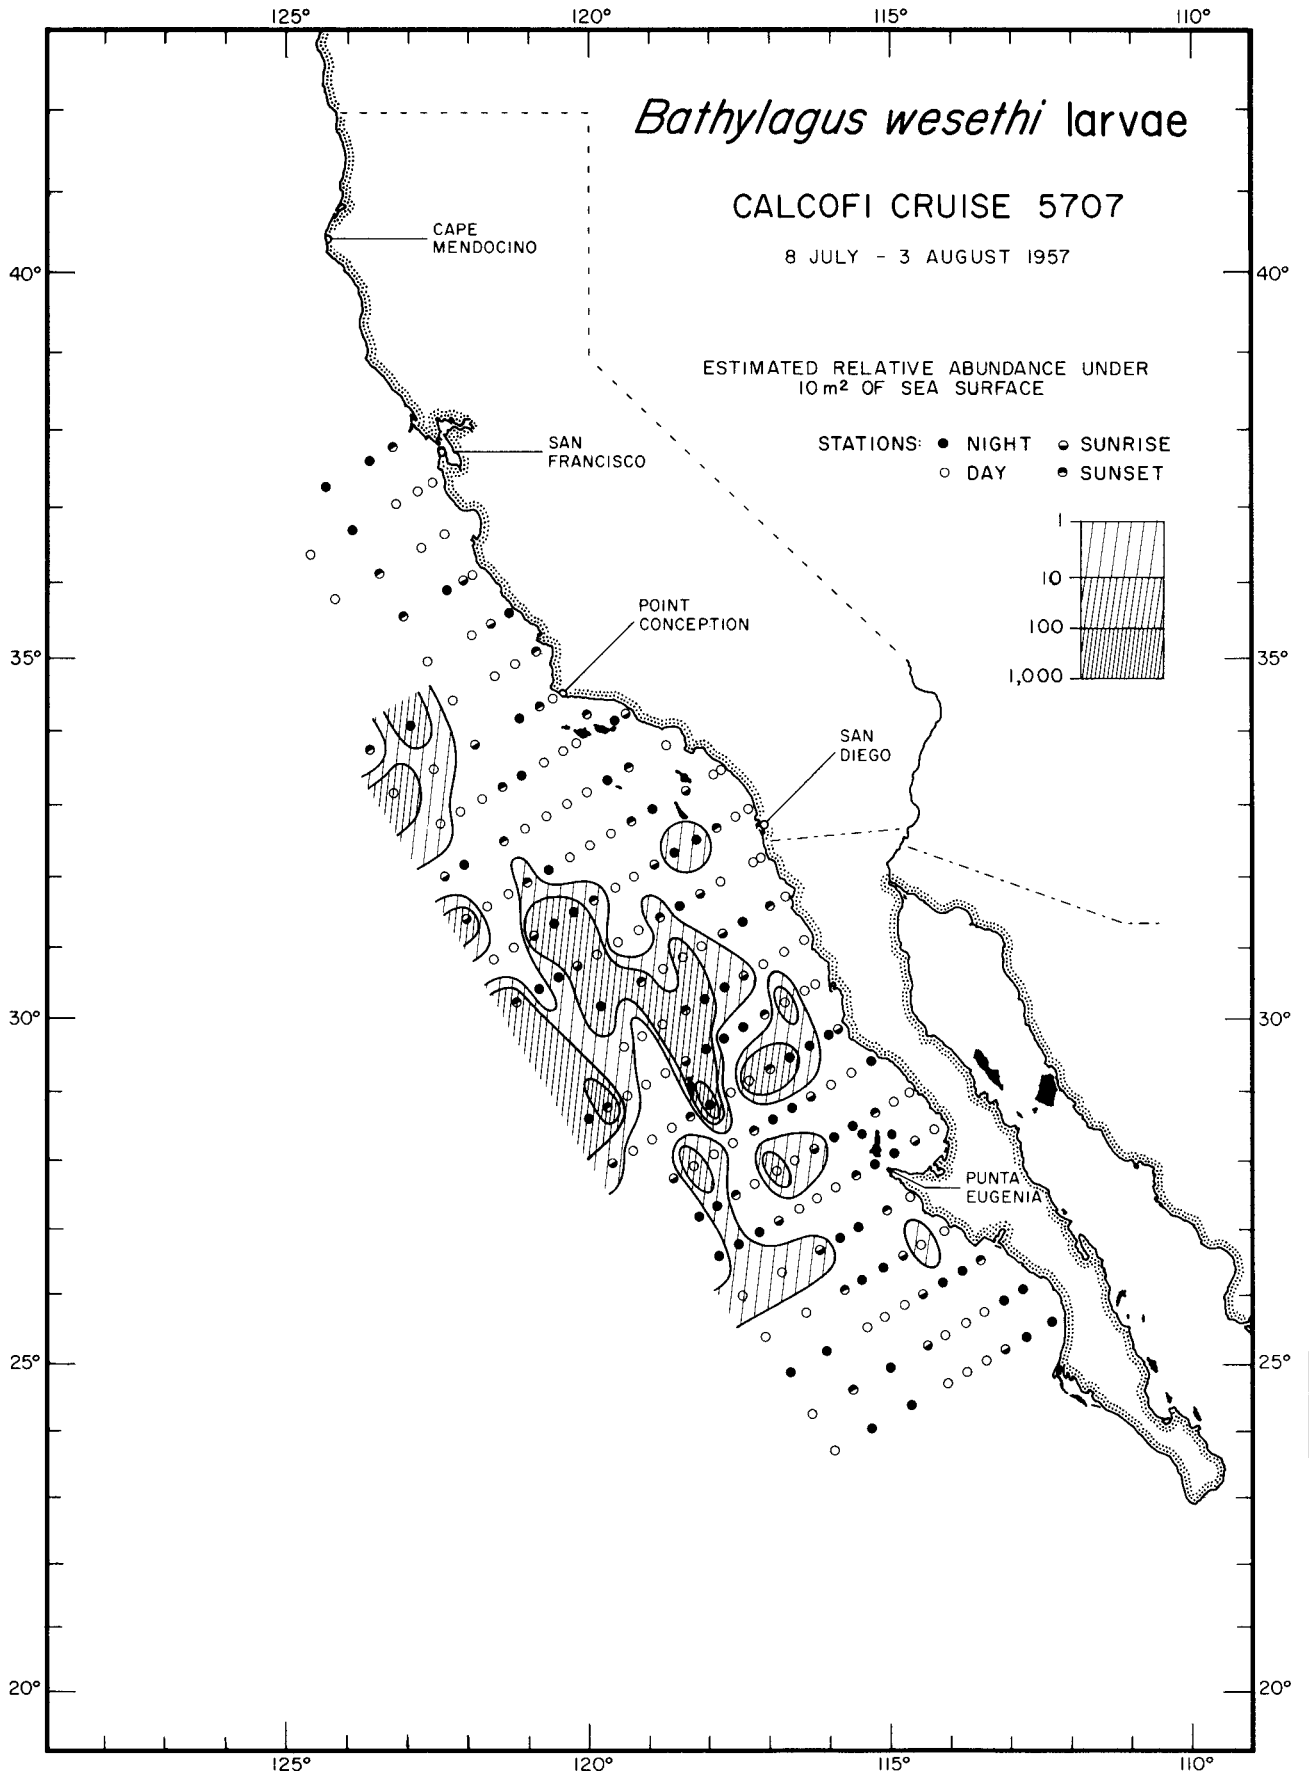 125° 120° 115° 110°
Bathylagus wesethi larvae
CALCOFI CRUISE 5707
8 JULY - 3 AUGUST 1957
CAPE
MENDOCINO
40° 40°
ESTIMATED RELATIVE ABUNDANCE UNDER
10 m² OF SEA SURFACE
STATIONS: ● NIGHT SUNRISE
○ DAY SUNSET
SAN
FRANCISCO
1
10
100
1,000
POINT
CONCEPTION
35° 35°
SAN
DIEGO
30° 30°
PUNTA
EUGENIA
25° 25°
20° 20°
125° 120° 115° 110°